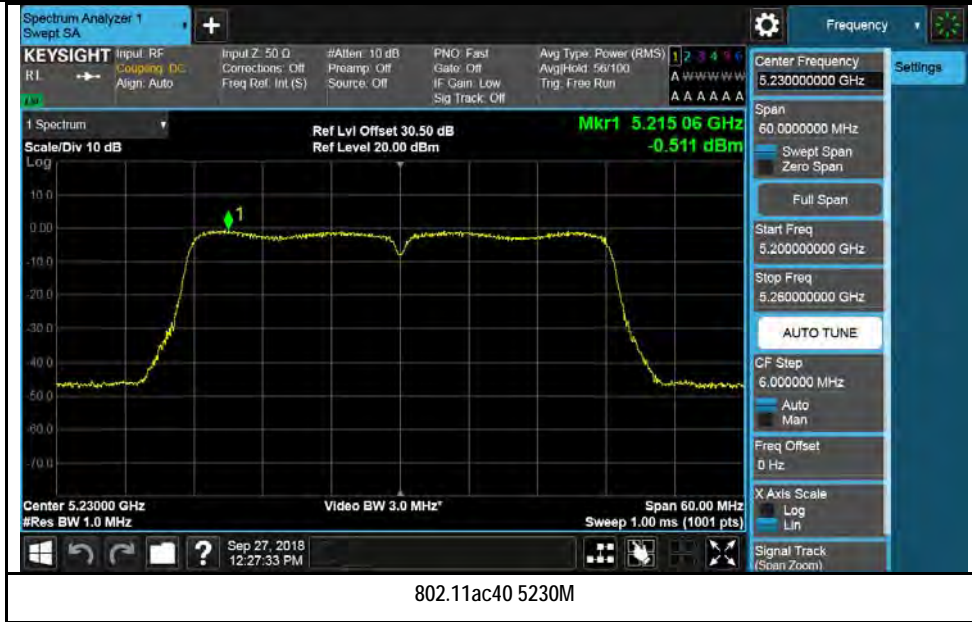 Spectrum Analyzer 1
Swept SA
+
Frequency
KEYSIGHT
RL
Input: RF
Coupling: DC
Align: Auto
Input Z: 50 Ω
Corrections: Off
Freq Ref: Int (S)
#Atten: 10 dB
Preamp: Off
Source: Off
PNO: Fast
Gate: Off
IF Gain: Low
Sig Track: Off
Avg Type: Power (RMS)
Avg|Hold: 56/100
Trig: Free Run
1 2 3 4 5 6
A W W W W W
A A A A A A
1 Spectrum
Scale/Div 10 dB
Log
Ref Lvl Offset 30.50 dB
Ref Level 20.00 dBm
Mkr1 5.215 06 GHz
-0.511 dBm
10.0
0.00
1
-10.0
-20.0
-30.0
-40.0
-50.0
-60.0
-70.0
Center 5.23000 GHz
#Res BW 1.0 MHz
Video BW 3.0 MHz*
Span 60.00 MHz
Sweep 1.00 ms (1001 pts)
Center Frequency
5.230000000 GHz
Settings
Span
60.0000000 MHz
Swept Span
Zero Span
Full Span
Start Freq
5.200000000 GHz
Stop Freq
5.260000000 GHz
AUTO TUNE
CF Step
6.000000 MHz
Auto
Man
Freq Offset
0 Hz
X Axis Scale
Log
Lin
Signal Track
(Span Zoom)
?
Sep 27, 2018
12:27:33 PM
802.11ac40 5230M